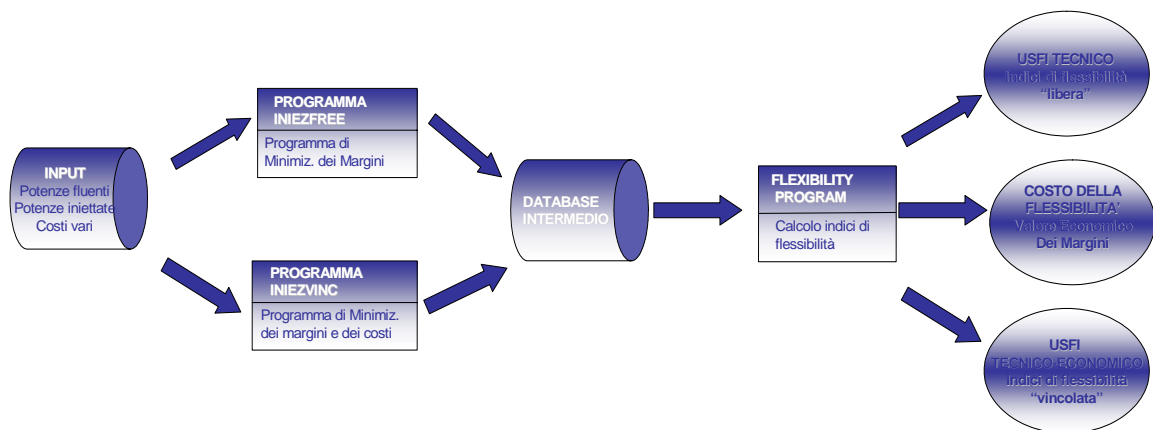 INPUT
Potenze fluenti
Potenze iniettate
Costi vari
PROGRAMMA
INIEZFREE
Programma di
Minimiz. dei Margini
PROGRAMMA
INIEZVINC
Programma di Minimiz.
dei margini e dei costi
DATABASE
INTERMEDIO
FLEXIBILITY
PROGRAM
Calcolo indici di
flessibilità
USFI TECNICO
Indici di flessibilità
“libera”
COSTO DELLA
FLESSIBILITA’
Valore Economico
Dei Margini
USFI
TECNICO-ECONOMICO
Indici di flessibilità
“vincolata”